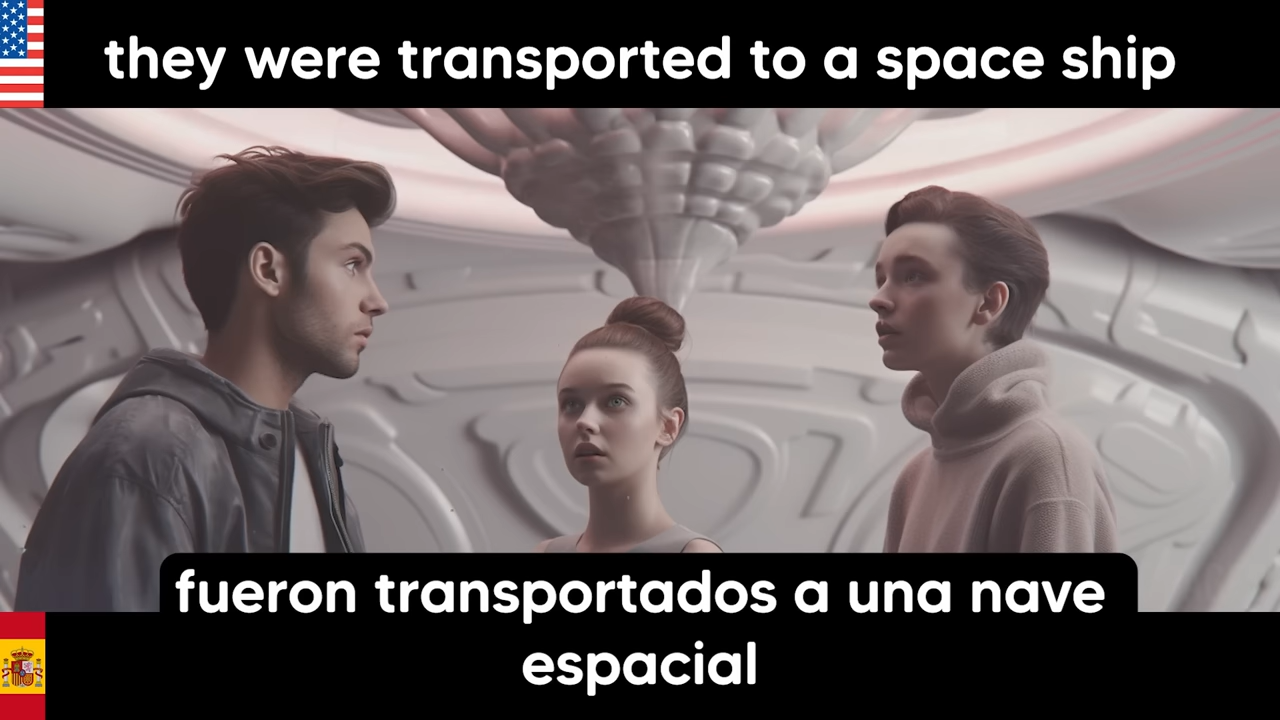 they were transported to a space ship
fueron transportados a una nave
espacial